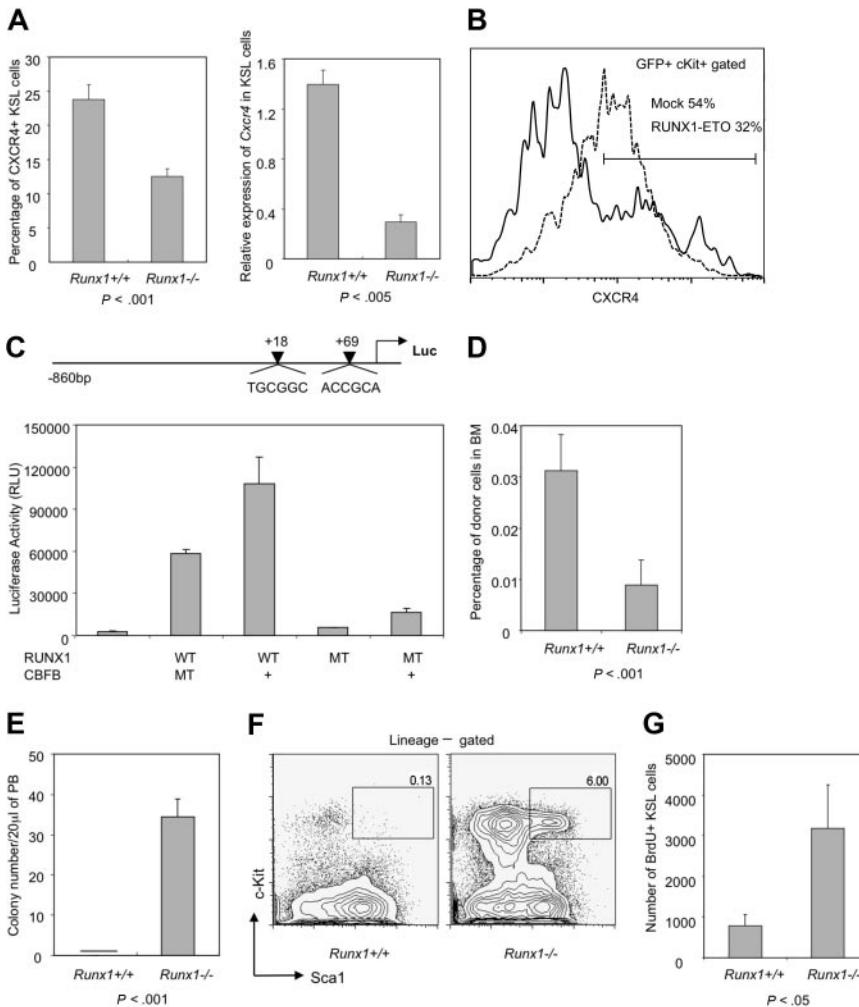 A
Percentage of CXCR4+ KSL cells
30
25
20
15
10
5
0
Runx1+/+ Runx1-/-
P < .001
Relative expression of Cxcr4 in KSL cells
1.6
1.2
0.8
0.4
0
Runx1+/+ Runx1-/-
P < .005
B
GFP+ cKit+ gated
Mock 54%
RUNX1-ETO 32%
CXCR4
C
+18 +69
Luc
-860bp
TGCGGC ACCGCA
Luciferase Activity (RLU)
150000
120000
90000
60000
30000
0
RUNX1 WT WT MT MT
CBFB MT + +
D
Percentage of donor cells in BM
0.04
0.03
0.02
0.01
0
Runx1+/+ Runx1-/-
P < .001
E
Colony number/20µl of PB
50
40
30
20
10
0
Runx1+/+ Runx1-/-
P < .001
F
Lineage − gated
0.13
6.00
c-Kit
Sca1
Runx1+/+ Runx1-/-
G
Number of BrdU+ KSL cells
5000
4000
3000
2000
1000
0
Runx1+/+ Runx1-/-
P < .05